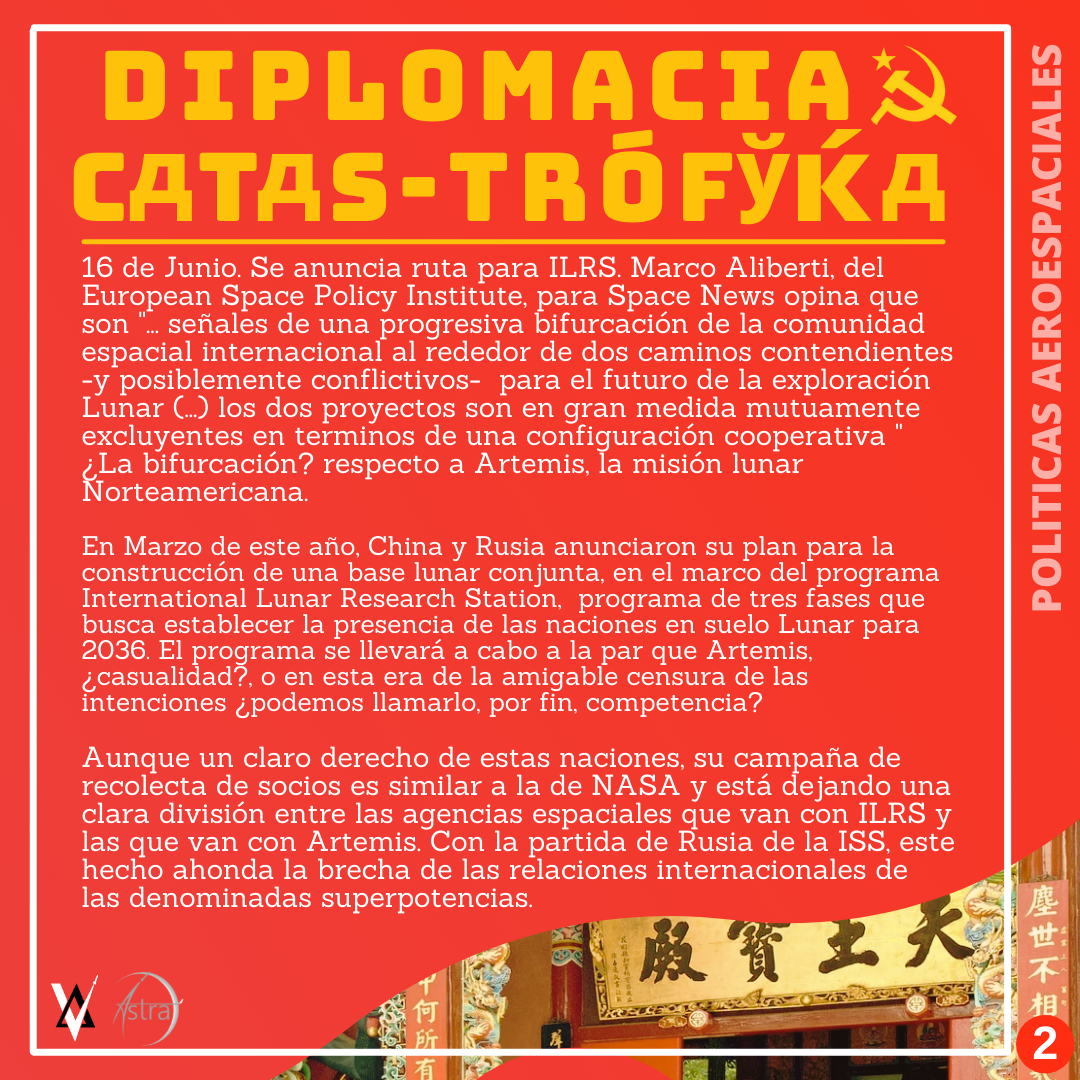 DIPLOMACIA
CATAS-TRÓFЎЌA
16 de Junio. Se anuncia ruta para ILRS. Marco Aliberti, del
European Space Policy Institute, para Space News opina que
son "... señales de una progresiva bifurcación de la comunidad
espacial internacional al rededor de dos caminos contendientes
-y posiblemente conflictivos-  para el futuro de la exploración
Lunar (...) los dos proyectos son en gran medida mutuamente
excluyentes en terminos de una configuración cooperativa "
¿La bifurcación? respecto a Artemis, la misión lunar
Norteamericana.
En Marzo de este año, China y Rusia anunciaron su plan para la
construcción de una base lunar conjunta, en el marco del programa
International Lunar Research Station,  programa de tres fases que
busca establecer la presencia de las naciones en suelo Lunar para
2036. El programa se llevará a cabo a la par que Artemis,
¿casualidad?, o en esta era de la amigable censura de las
intenciones ¿podemos llamarlo, por fin, competencia?
Aunque un claro derecho de estas naciones, su campaña de
recolecta de socios es similar a la de NASA y está dejando una
clara división entre las agencias espaciales que van con ILRS y
las que van con Artemis. Con la partida de Rusia de la ISS, este
hecho ahonda la brecha de las relaciones internacionales de
las denominadas superpotencias.
POLITICAS AEROESPACIALES
天王寶殿
塵世不相
中何所有
Astra
2